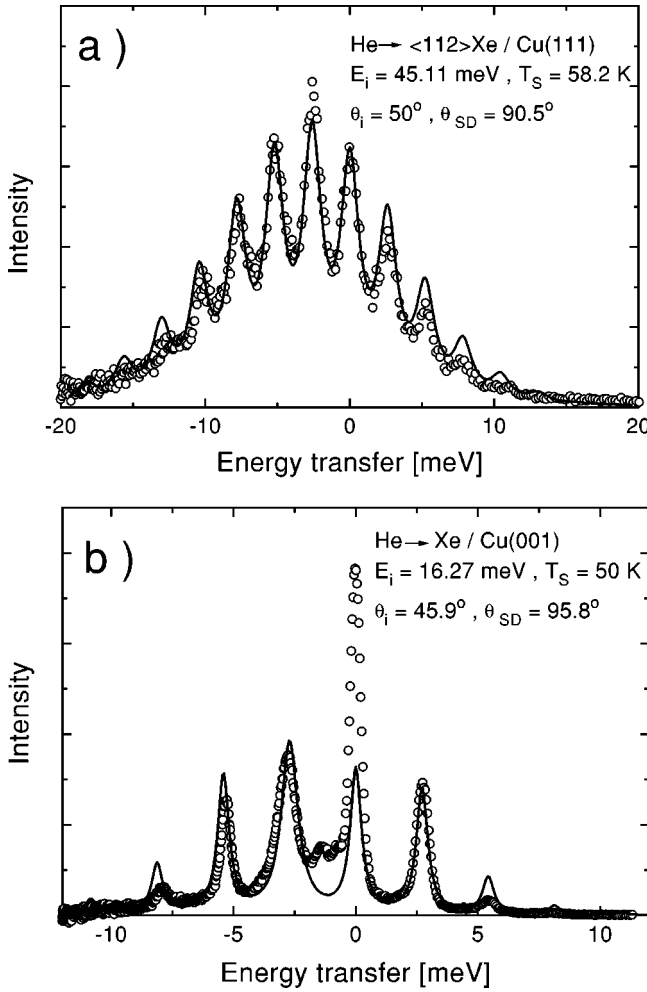 a )
He→ <112>Xe / Cu(111)
E_i = 45.11 meV , T_S = 58.2 K
θ_i = 50° , θ_SD = 90.5°
Intensity
-20 -10 0 10 20
Energy transfer [meV]
b )
He→ Xe / Cu(001)
E_i = 16.27 meV , T_S = 50 K
θ_i = 45.9° , θ_SD = 95.8°
Intensity
-10 -5 0 5 10
Energy transfer [meV]